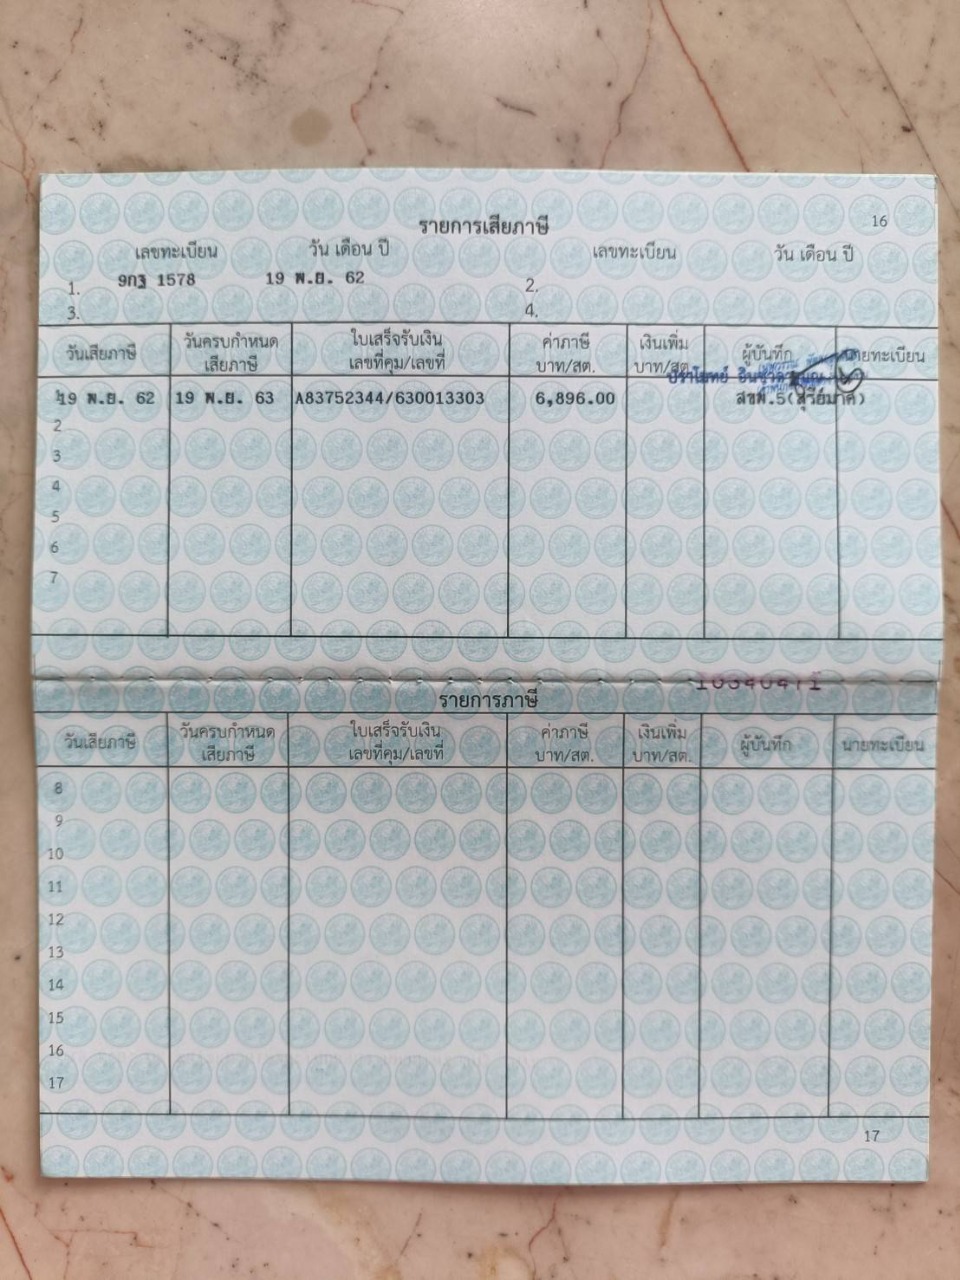 16
รายการเสียภาษี
เลขทะเบียน วัน เดือน ปี เลขทะเบียน วัน เดือน ปี
1. 9กฐ 1578 19 พ.ย. 62 2.
3. 4.
วันเสียภาษี วันครบกำหนด เสียภาษี ใบเสร็จรับเงิน เลขที่คุม/เลขที่ ค่าภาษี บาท/สต. เงินเพิ่ม บาท/สต. ผู้บันทึก นายทะเบียน
19 พ.ย. 62 19 พ.ย. 63 A83752344/630013303 6,896.00 สขพ.5(สุรีย์มาศ)
2
3
4
5
6
7
10340471
รายการภาษี
วันเสียภาษี วันครบกำหนด เสียภาษี ใบเสร็จรับเงิน เลขที่คุม/เลขที่ ค่าภาษี บาท/สต. เงินเพิ่ม บาท/สต. ผู้บันทึก นายทะเบียน
8
9
10
11
12
13
14
15
16
17
17